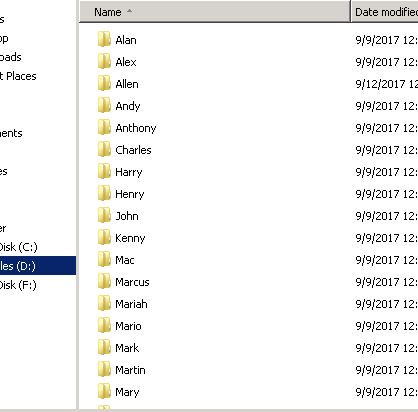 Name Date modified
Alan 9/9/2017 12:
Alex 9/9/2017 12:
Allen 9/12/2017 12
Andy 9/9/2017 12:
Anthony 9/9/2017 12:
Charles 9/9/2017 12:
Harry 9/9/2017 12:
Henry 9/9/2017 12:
John 9/9/2017 12:
Kenny 9/9/2017 12:
Mac 9/9/2017 12:
Marcus 9/9/2017 12:
Mariah 9/9/2017 12:
Mario 9/9/2017 12:
Mark 9/9/2017 12:
Martin 9/9/2017 12:
Mary 9/9/2017 12:
s
op
oads
t Places
ents
es
er
Disk (C:)
les (D:)
Disk (F:)